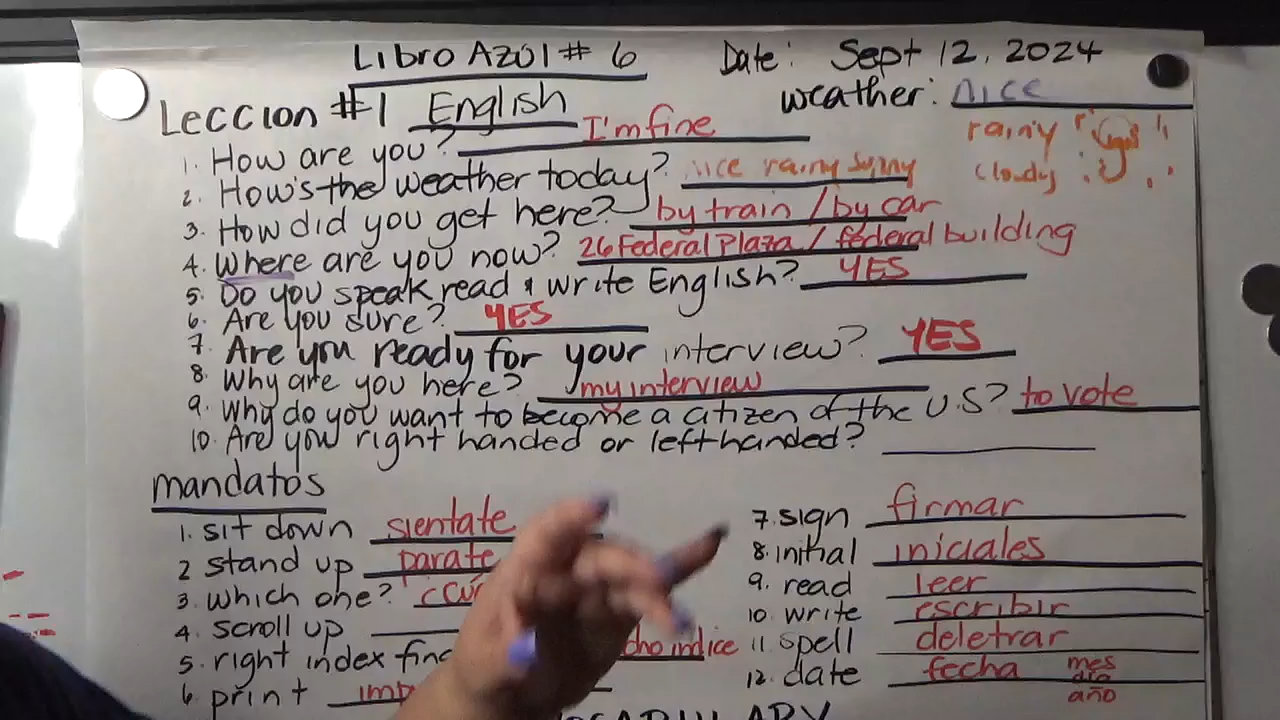 LIBRO AZUL # 6
Date: Sept 12, 2024
LECCION #1 English
weather: nice
rainy
cloudy
1. How are you? I'm fine
2. How's the weather today? nice rainy sunny
3. How did you get here? by train / by car
4. Where are you now? 26 Federal Plaza / federal building
5. Do you speak read & write English? YES
6. Are you sure? YES
7. Are you ready for your interview? YES
8. Why are you here? my interview
9. Why do you want to become a citizen of the U.S? to vote
10. Are you right handed or left handed?
mandatos
1. sit down sientate
2 stand up parate
3. which one?
4. scroll up
5. right index indice
6 print
7. sign firmar
8. initial iniciales
9. read leer
10. write escribir
11 spell deletrar
12. date fecha mes
dia
año
VOCABULARY